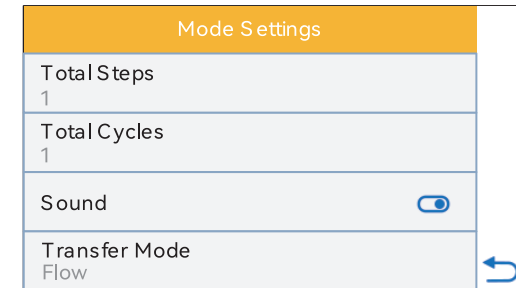 Mode Settings
Total Steps
1
Total Cycles
1
Sound
Transfer Mode
Flow